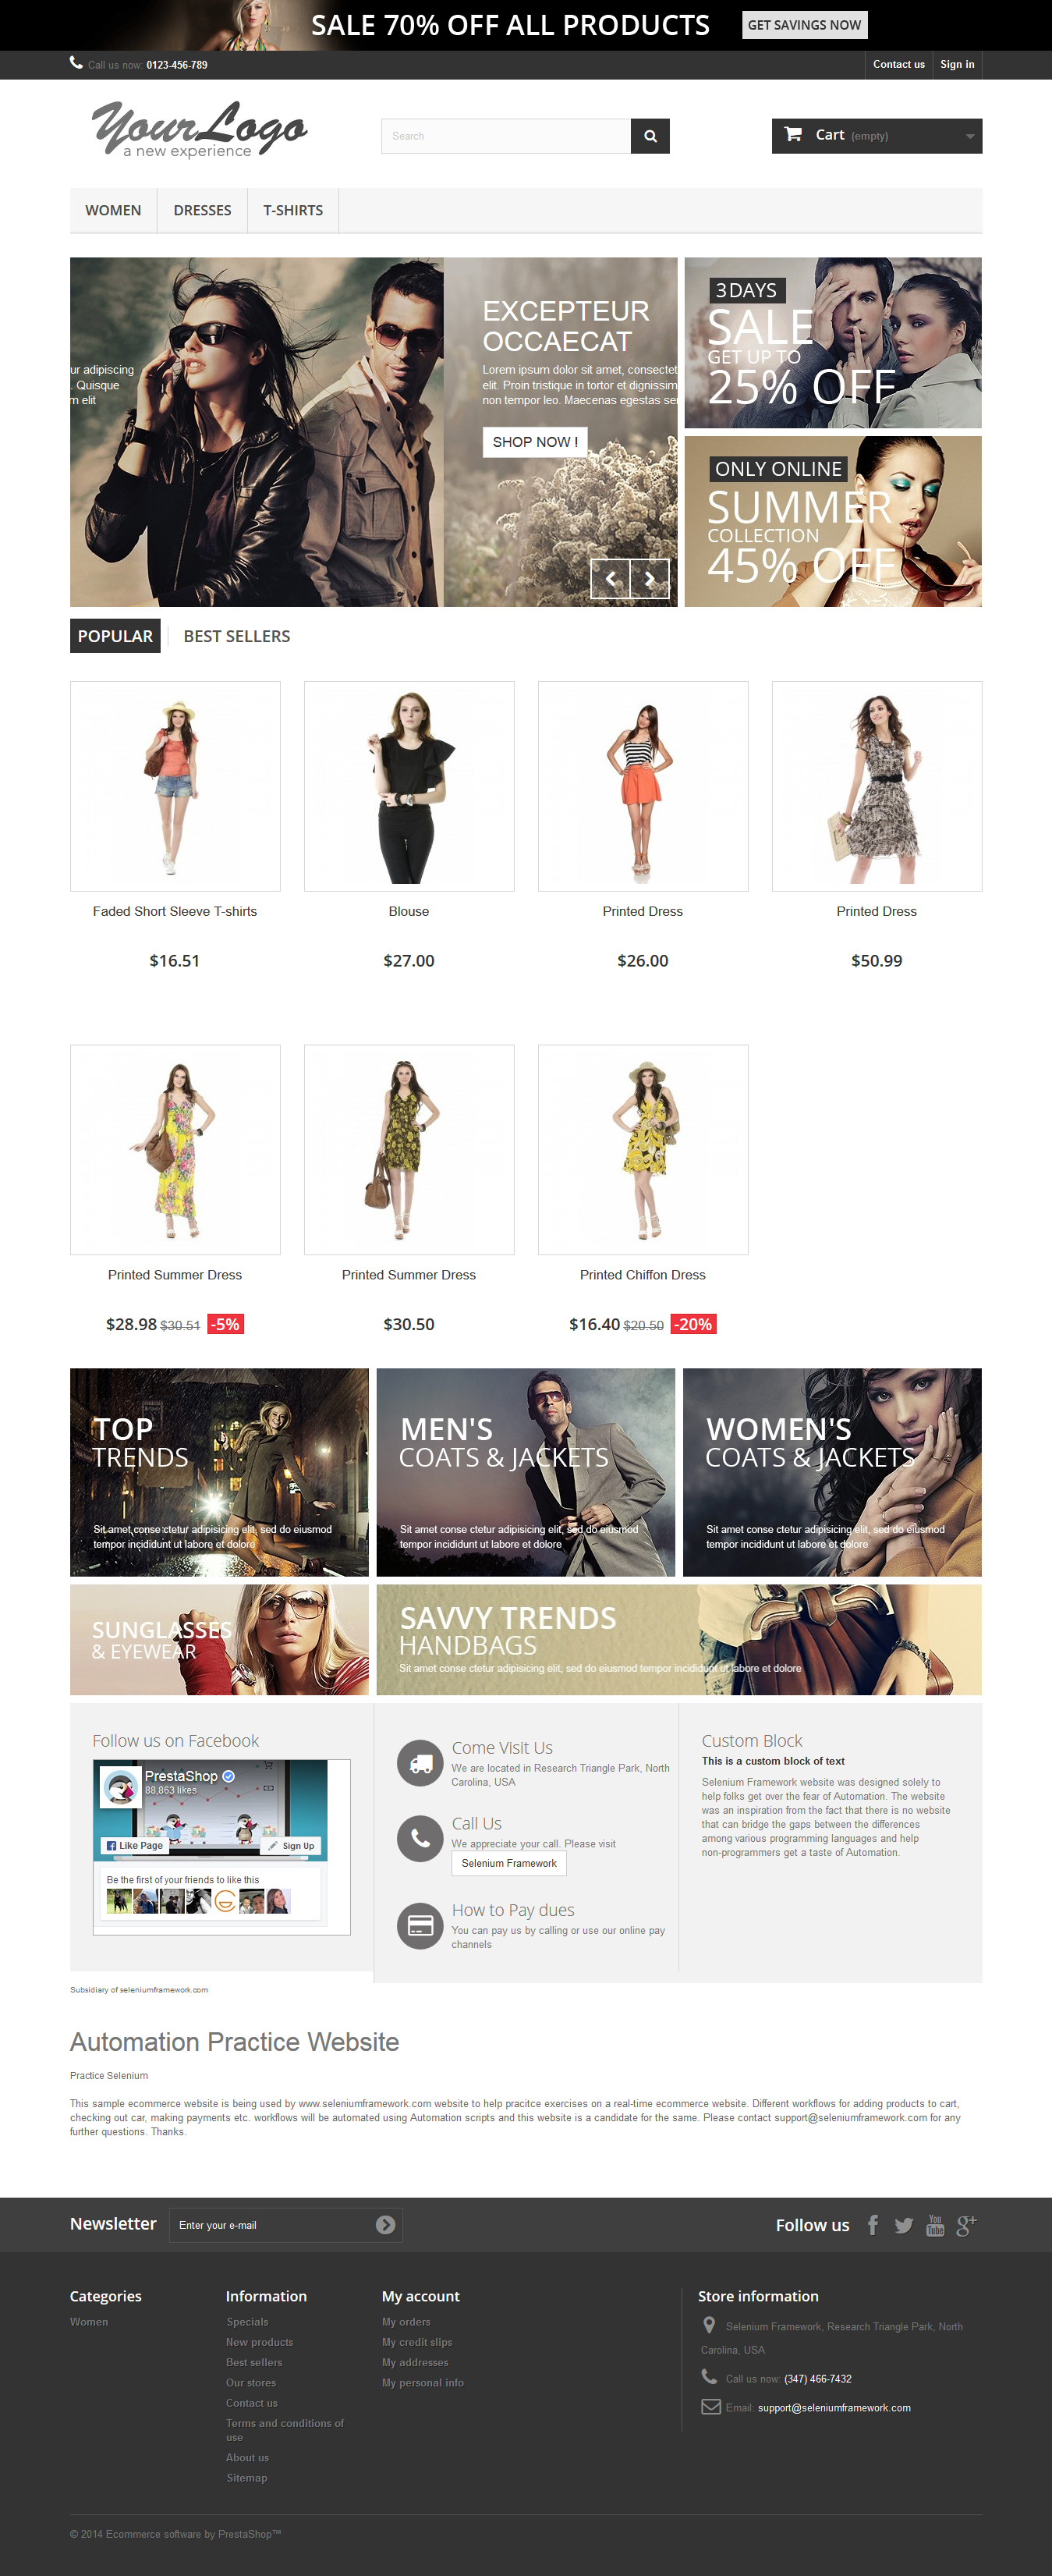 SALE 70% OFF ALL PRODUCTS
GET SAVINGS NOW
Call us now: 0123-456-789
Contact us
Sign in
YourLogo
a new experience
Search
Cart (empty)
WOMEN
DRESSES
T-SHIRTS
ur adipiscing
. Quisque
m elit
EXCEPTEUR
OCCAECAT
Lorem ipsum dolor sit amet, consectet
elit. Proin tristique in tortor et dignissim
non tempor leo. Maecenas egestas se
SHOP NOW !
3DAYS
SALE
GET UP TO
25% OFF
ONLY ONLINE
SUMMER
COLLECTION
45% OFF
POPULAR
BEST SELLERS
Faded Short Sleeve T-shirts
Blouse
Printed Dress
Printed Dress
$16.51
$27.00
$26.00
$50.99
Printed Summer Dress
Printed Summer Dress
Printed Chiffon Dress
$28.98 $30.51 -5%
$30.50
$16.40 $20.50 -20%
TOP
TRENDS
Sit amet conse ctetur adipisicing elit, sed do eiusmod
tempor incididunt ut labore et dolore
MEN'S
COATS & JACKETS
Sit amet conse ctetur adipisicing elit, sed do eiusmod
tempor incididunt ut labore et dolore
WOMEN'S
COATS & JACKETS
Sit amet conse ctetur adipisicing elit, sed do eiusmod
tempor incididunt ut labore et dolore
SUNGLASSES
& EYEWEAR
SAVVY TRENDS
HANDBAGS
Sit amet conse ctetur adipisicing elit, sed do eiusmod tempor incididunt ut labore et dolore
Follow us on Facebook
PrestaShop
88,863 likes
Like Page
Sign Up
Be the first of your friends to like this
Come Visit Us
We are located in Research Triangle Park, North
Carolina, USA
Call Us
We appreciate your call. Please visit
Selenium Framework
How to Pay dues
You can pay us by calling or use our online pay
channels
Custom Block
This is a custom block of text
Selenium Framework website was designed solely to
help folks get over the fear of Automation. The website
was an inspiration from the fact that there is no website
that can bridge the gaps between the differences
among various programming languages and help
non-programmers get a taste of Automation.
Subsidiary of seleniumframework.com
Automation Practice Website
Practice Selenium
This sample ecommerce website is being used by www.seleniumframework.com website to help pracitce exercises on a real-time ecommerce website. Different workflows for adding products to cart,
checking out car, making payments etc. workflows will be automated using Automation scripts and this website is a candidate for the same. Please contact support@seleniumframework.com for any
further questions. Thanks.
Newsletter
Enter your e-mail
Follow us
You
Tube
g+
Categories
Women
Information
Specials
New products
Best sellers
Our stores
Contact us
Terms and conditions of
use
About us
Sitemap
My account
My orders
My credit slips
My addresses
My personal info
Store information
Selenium Framework, Research Triangle Park, North
Carolina, USA
Call us now: (347) 466-7432
Email: support@seleniumframework.com
© 2014 Ecommerce software by PrestaShop™